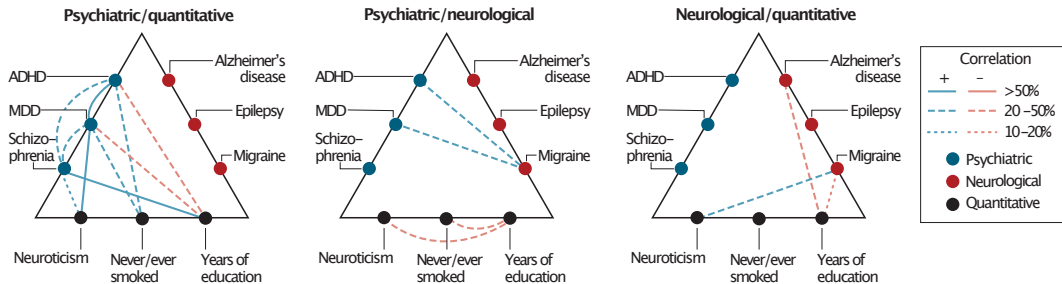 Psychiatric/quantitative
ADHD
MDD
Schizo-
phrenia
Alzheimer's
disease
Epilepsy
Migraine
Neuroticism
Never/ever
smoked
Years of
education
Psychiatric/neurological
ADHD
MDD
Schizo-
phrenia
Alzheimer's
disease
Epilepsy
Migraine
Neuroticism
Never/ever
smoked
Years of
education
Neurological/quantitative
ADHD
MDD
Schizo-
phrenia
Alzheimer's
disease
Epilepsy
Migraine
Neuroticism
Never/ever
smoked
Years of
education
Correlation
+ –
>50%
20 –50%
10–20%
Psychiatric
Neurological
Quantitative